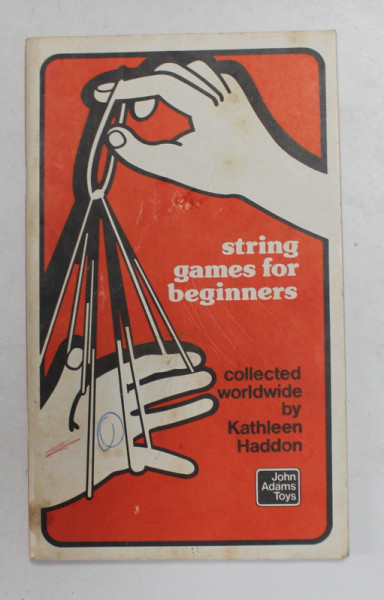 string
games for
beginners
collected
worldwide
by
Kathleen
Haddon
John
Adams
Toys